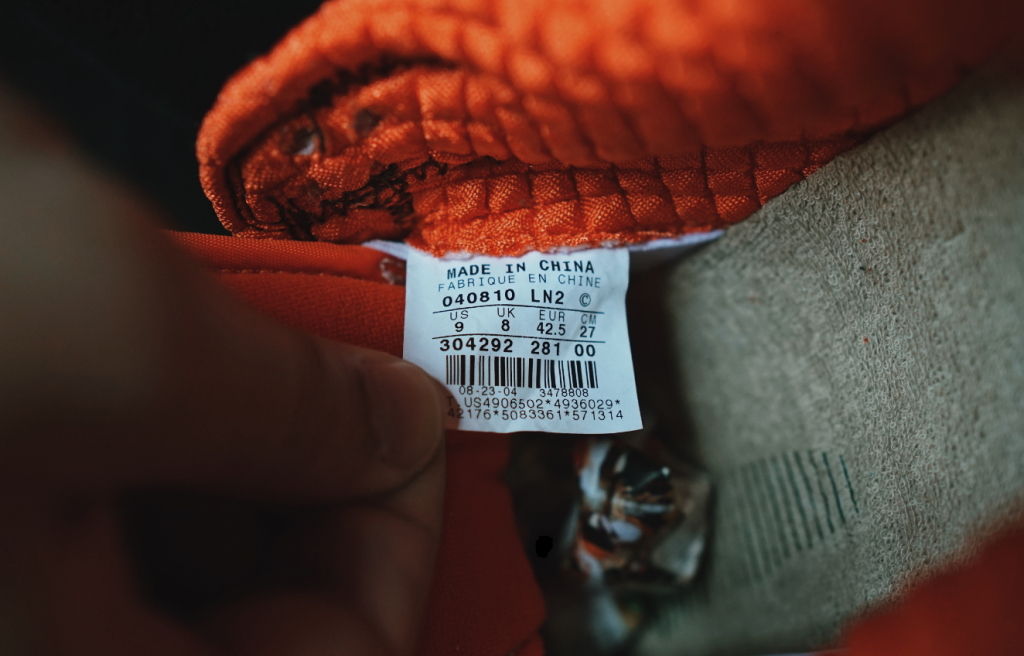 MADE IN CHINA
FABRIQUE EN CHINE
040810 LN2 ©
US UK EUR CM
9 8 42.5 27
304292 281 00
08-23-04 3478808
US4906502*4936029*
42176*5083361*571314